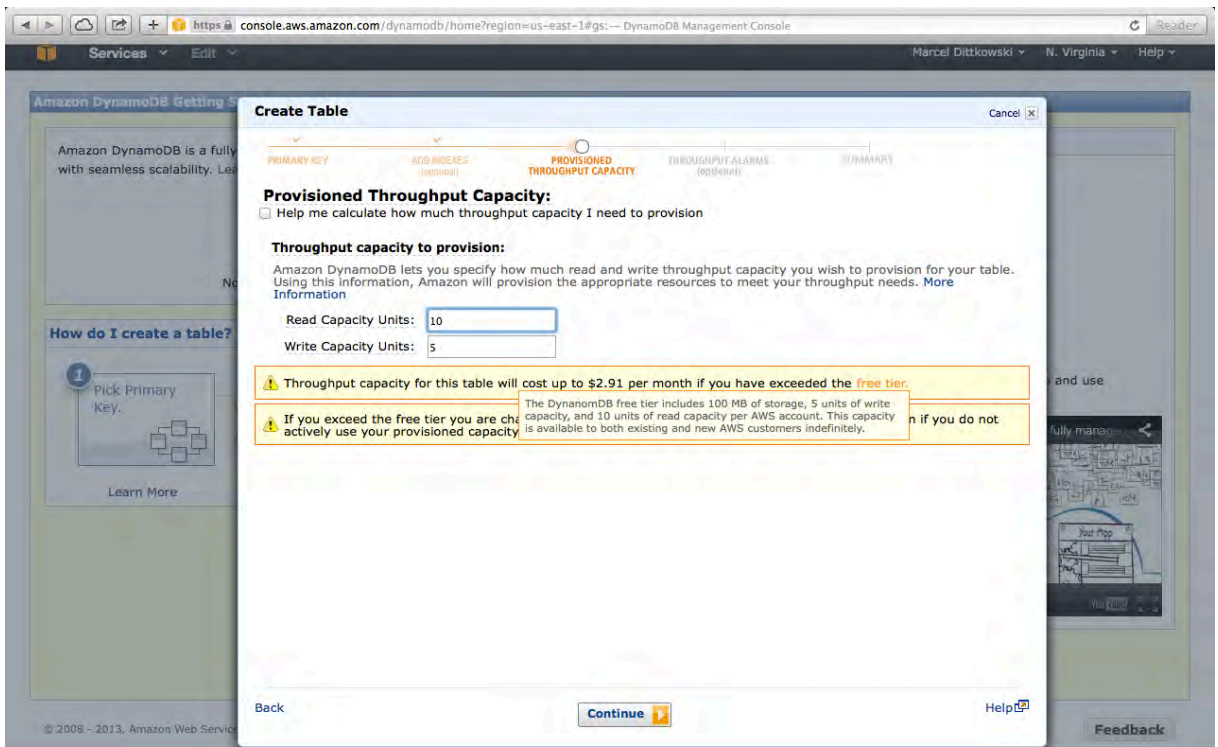 https console.aws.amazon.com/dynamodb/home?region=us-east-1#gs:— DynamoDB Management Console
Reader
Services Edit Marcel Dittkowski N. Virginia Help
Amazon DynamoDB Getting S
Create Table
Cancel
Amazon DynamoDB is a fully
with seamless scalability. Lea
PRIMARY KEY
ADD INDEXES
(optional)
PROVISIONED
THROUGHPUT CAPACITY
THROUGHPUT ALARMS
(optional)
SUMMARY
Provisioned Throughput Capacity:
Help me calculate how much throughput capacity I need to provision
Throughput capacity to provision:
Amazon DynamoDB lets you specify how much read and write throughput capacity you wish to provision for your table.
Using this information, Amazon will provision the appropriate resources to meet your throughput needs. More
Information
No
Read Capacity Units: 10
Write Capacity Units: 5
How do I create a table?
1
Pick Primary
Key.
Learn More
Throughput capacity for this table will cost up to $2.91 per month if you have exceeded the free tier.
The DynanomDB free tier includes 100 MB of storage, 5 units of write
capacity, and 10 units of read capacity per AWS account. This capacity
is available to both existing and new AWS customers indefinitely.
If you exceed the free tier you are cha n if you do not
actively use your provisioned capacity
and use
fully manage
Your App
YouTube
Back
Continue
Help
© 2008 - 2013, Amazon Web Service
Feedback